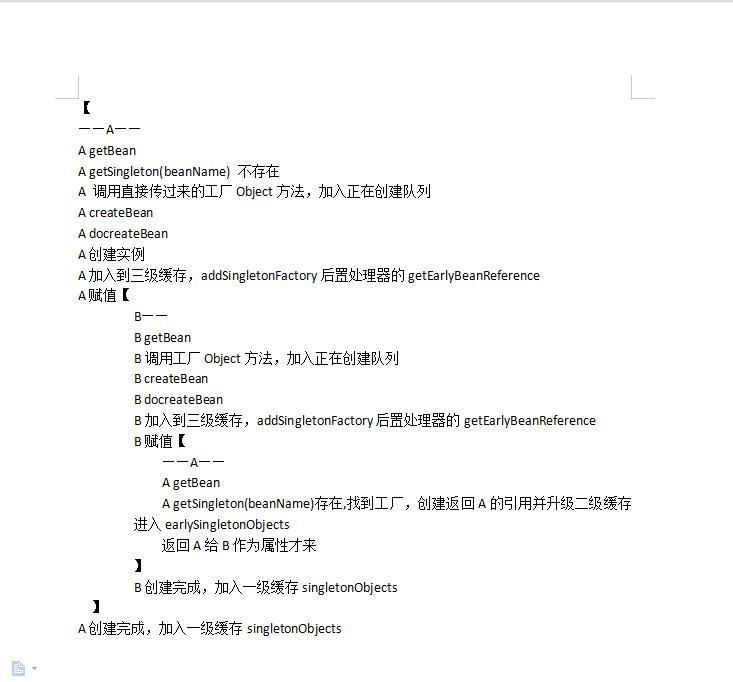 【
——A——
A getBean
A getSingleton(beanName) 不存在
A 调用直接传过来的工厂 Object 方法，加入正在创建队列
A createBean
A docreateBean
A 创建实例
A 加入到三级缓存，addSingletonFactory 后置处理器的 getEarlyBeanReference
A 赋值【
B——
B getBean
B 调用工厂 Object 方法，加入正在创建队列
B createBean
B docreateBean
B 加入到三级缓存，addSingletonFactory 后置处理器的 getEarlyBeanReference
B 赋值【
——A——
A getBean
A getSingleton(beanName)存在,找到工厂，创建返回 A 的引用并升级二级缓存
进入 earlySingletonObjects
返回 A 给 B 作为属性才来
】
B 创建完成，加入一级缓存 singletonObjects
】
A 创建完成，加入一级缓存 singletonObjects